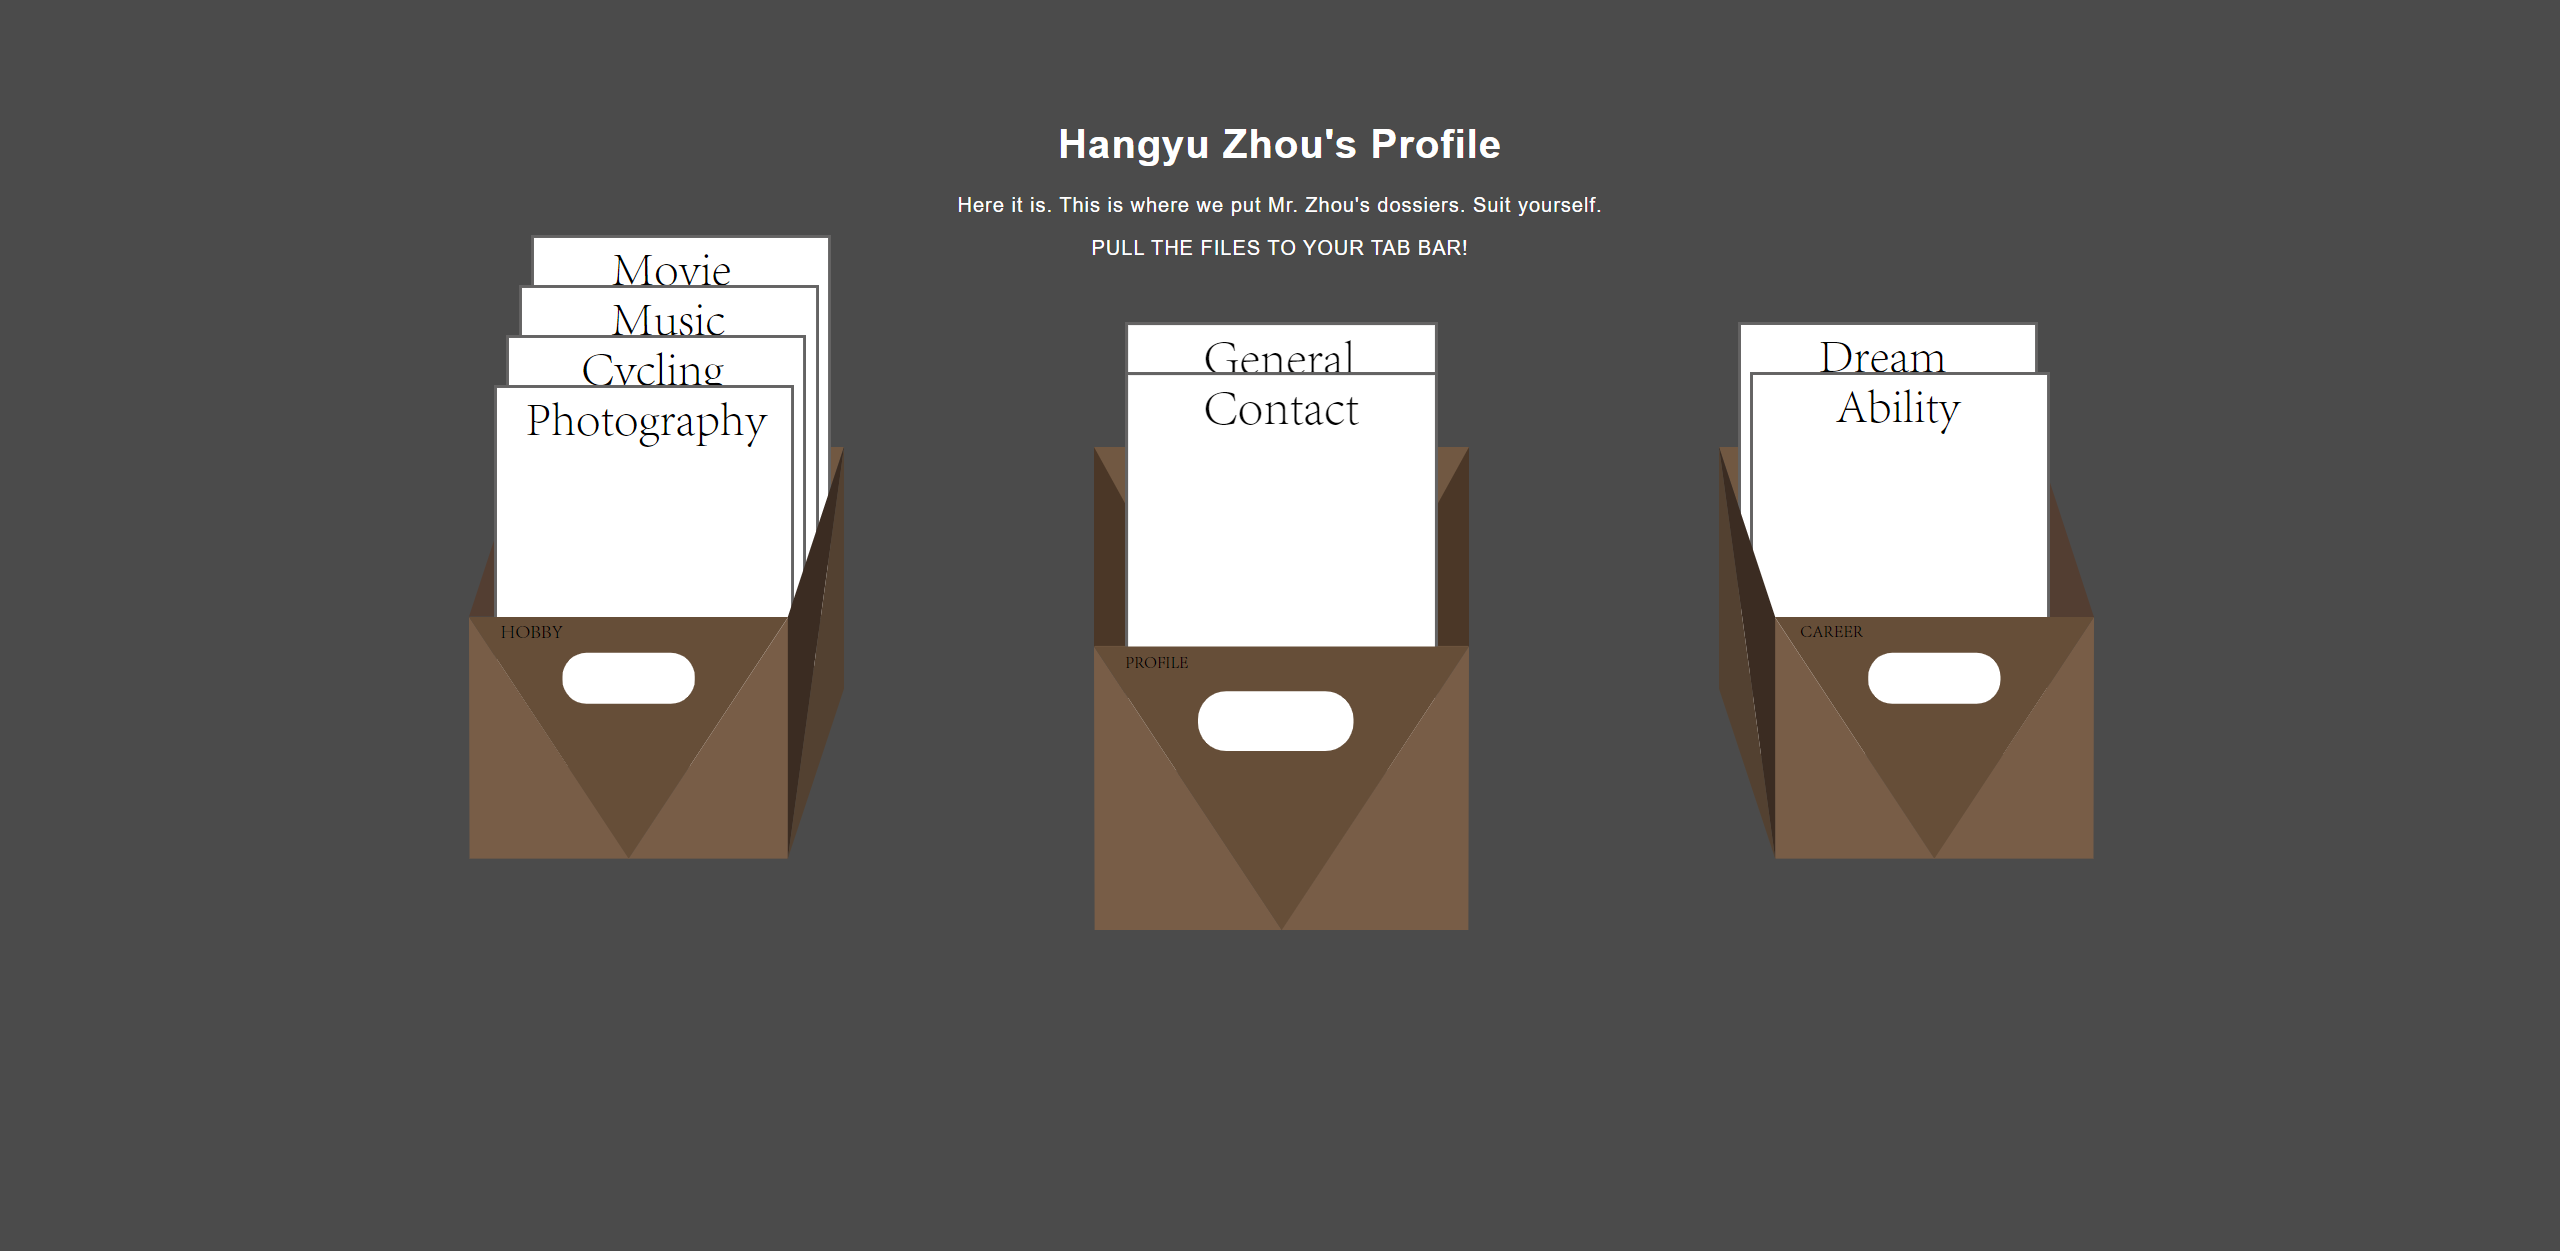 Hangyu Zhou's Profile
Here it is. This is where we put Mr. Zhou's dossiers. Suit yourself.
PULL THE FILES TO YOUR TAB BAR!
Movie
Music
Cycling
Photography
HOBBY
General
Contact
PROFILE
Dream
Ability
CAREER